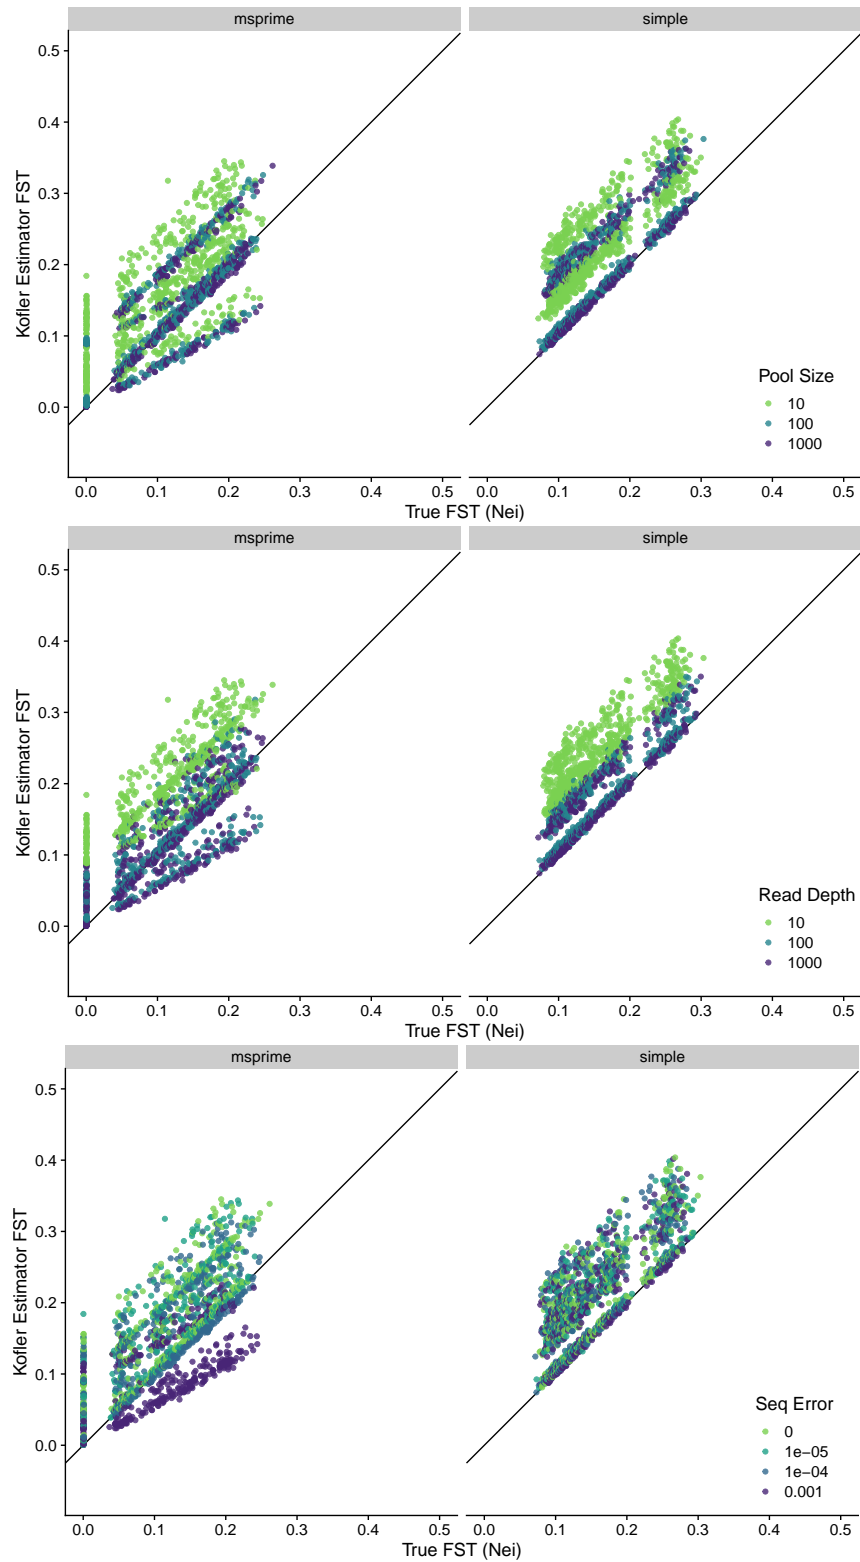 msprime simple
0.5
0.4
0.3
0.2
0.1
0.0
Kofler Estimator FST
Pool Size
10
100
1000
0.0 0.1 0.2 0.3 0.4 0.5 0.0 0.1 0.2 0.3 0.4 0.5
True FST (Nei)
msprime simple
0.5
0.4
0.3
0.2
0.1
0.0
Kofler Estimator FST
Read Depth
10
100
1000
0.0 0.1 0.2 0.3 0.4 0.5 0.0 0.1 0.2 0.3 0.4 0.5
True FST (Nei)
msprime simple
0.5
0.4
0.3
0.2
0.1
0.0
Kofler Estimator FST
Seq Error
0
1e−05
1e−04
0.001
0.0 0.1 0.2 0.3 0.4 0.5 0.0 0.1 0.2 0.3 0.4 0.5
True FST (Nei)